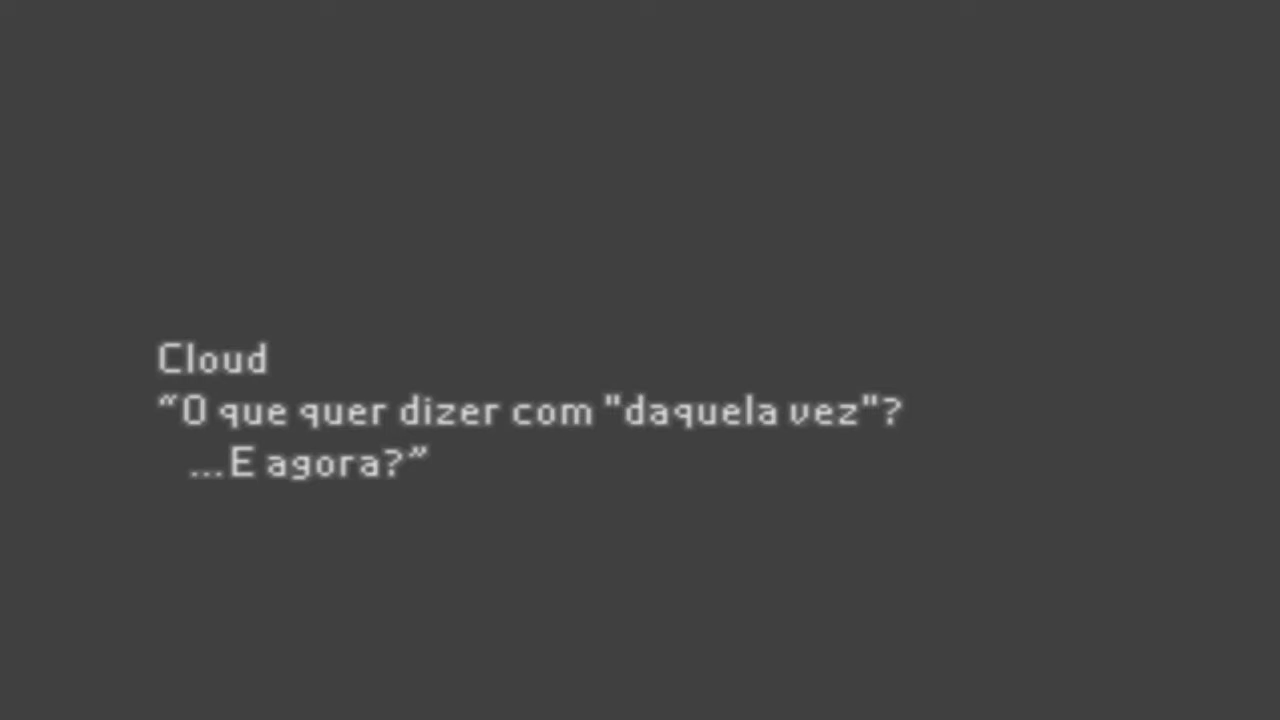 Cloud
“O que quer dizer com "daquela vez"?
...E agora?”